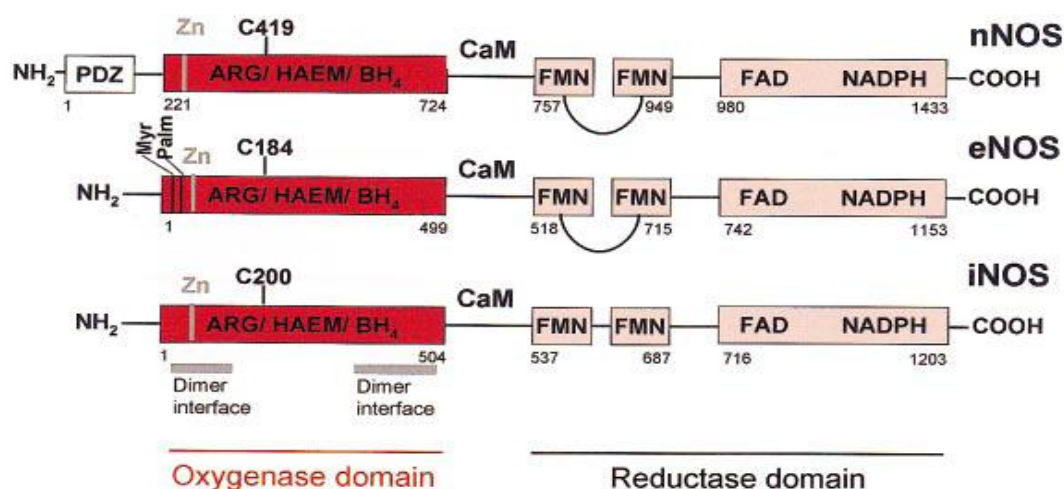 nNOS
NH2 PDZ Zn C419 ARG/ HAEM/ BH4 CaM FMN FMN FAD NADPH COOH
1 221 724 757 949 980 1433
eNOS
Myr Palm
NH2 Zn C184 ARG/ HAEM/ BH4 CaM FMN FMN FAD NADPH COOH
1 499 518 715 742 1153
iNOS
NH2 Zn C200 ARG/ HAEM/ BH4 CaM FMN FMN FAD NADPH COOH
1 504 537 687 716 1203
Dimer interface Dimer interface
Oxygenase domain Reductase domain